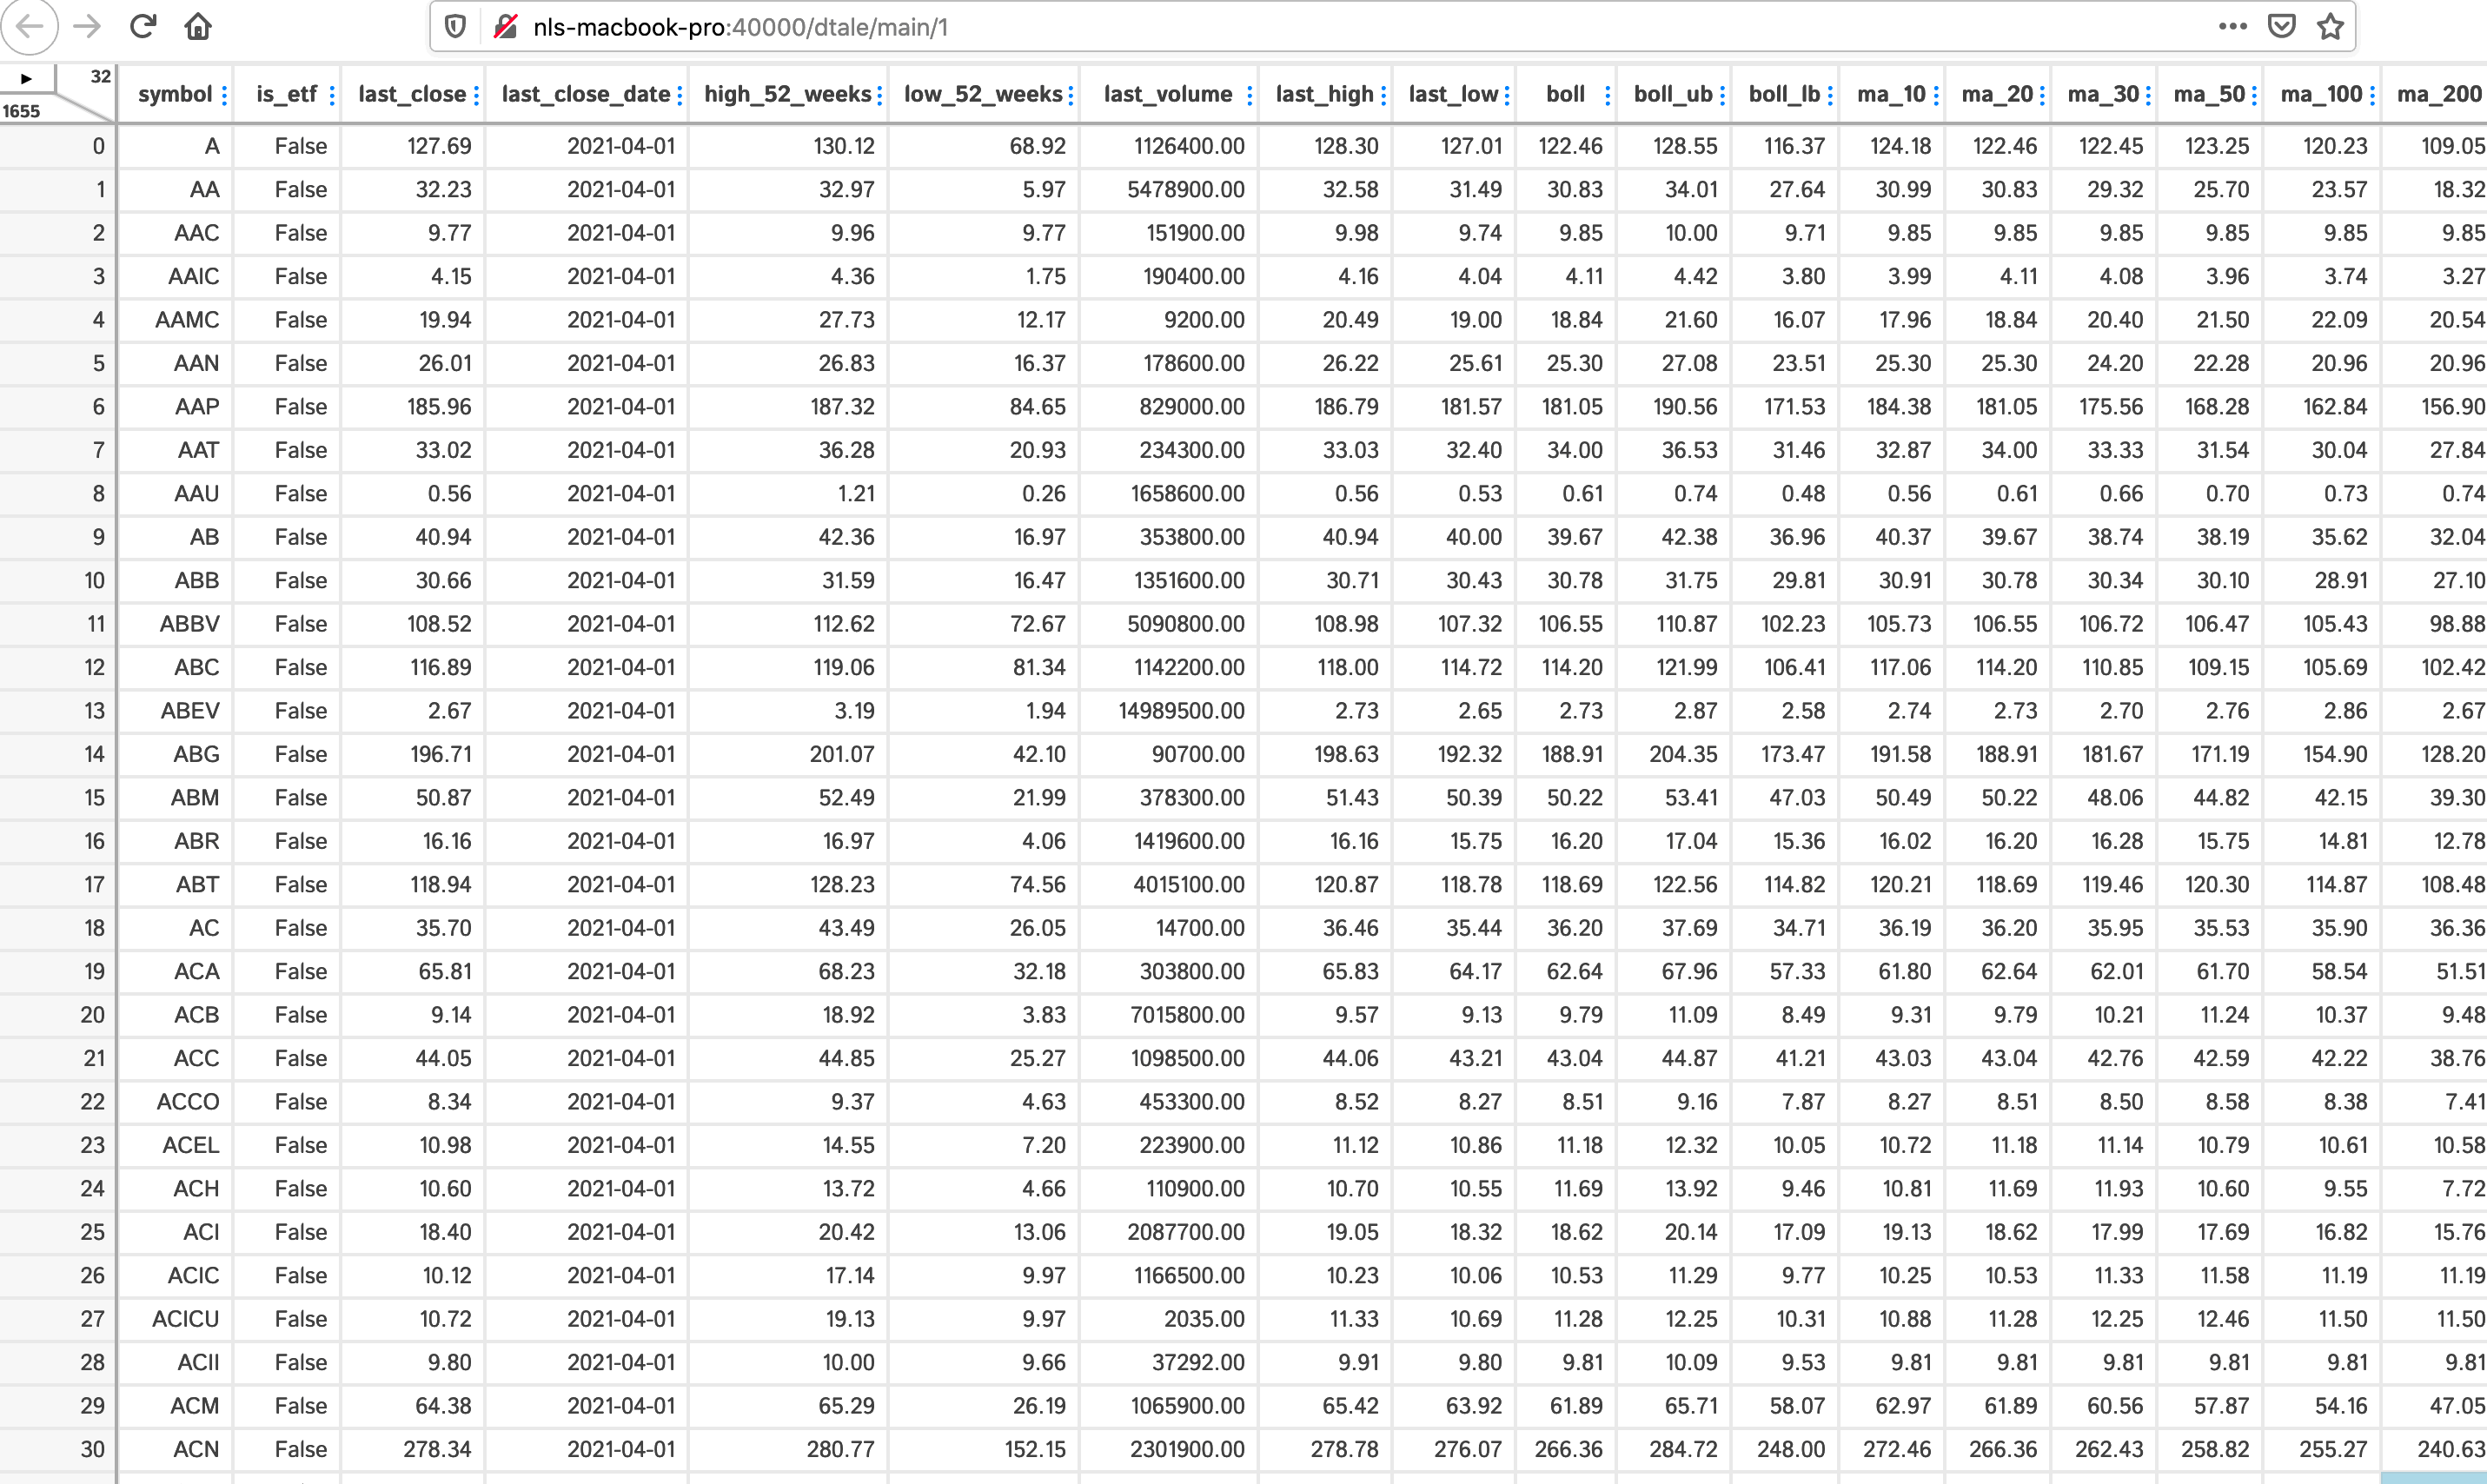 nls-macbook-pro:40000/dtale/main/1
32
1655
symbol is_etf last_close last_close_date high_52_weeks low_52_weeks last_volume last_high last_low boll boll_ub boll_lb ma_10 ma_20 ma_30 ma_50 ma_100 ma_200
0 A False 127.69 2021-04-01 130.12 68.92 1126400.00 128.30 127.01 122.46 128.55 116.37 124.18 122.46 122.45 123.25 120.23 109.05
1 AA False 32.23 2021-04-01 32.97 5.97 5478900.00 32.58 31.49 30.83 34.01 27.64 30.99 30.83 29.32 25.70 23.57 18.32
2 AAC False 9.77 2021-04-01 9.96 9.77 151900.00 9.98 9.74 9.85 10.00 9.71 9.85 9.85 9.85 9.85 9.85 9.85
3 AAIC False 4.15 2021-04-01 4.36 1.75 190400.00 4.16 4.04 4.11 4.42 3.80 3.99 4.11 4.08 3.96 3.74 3.27
4 AAMC False 19.94 2021-04-01 27.73 12.17 9200.00 20.49 19.00 18.84 21.60 16.07 17.96 18.84 20.40 21.50 22.09 20.54
5 AAN False 26.01 2021-04-01 26.83 16.37 178600.00 26.22 25.61 25.30 27.08 23.51 25.30 25.30 24.20 22.28 20.96 20.96
6 AAP False 185.96 2021-04-01 187.32 84.65 829000.00 186.79 181.57 181.05 190.56 171.53 184.38 181.05 175.56 168.28 162.84 156.90
7 AAT False 33.02 2021-04-01 36.28 20.93 234300.00 33.03 32.40 34.00 36.53 31.46 32.87 34.00 33.33 31.54 30.04 27.84
8 AAU False 0.56 2021-04-01 1.21 0.26 1658600.00 0.56 0.53 0.61 0.74 0.48 0.56 0.61 0.66 0.70 0.73 0.74
9 AB False 40.94 2021-04-01 42.36 16.97 353800.00 40.94 40.00 39.67 42.38 36.96 40.37 39.67 38.74 38.19 35.62 32.04
10 ABB False 30.66 2021-04-01 31.59 16.47 1351600.00 30.71 30.43 30.78 31.75 29.81 30.91 30.78 30.34 30.10 28.91 27.10
11 ABBV False 108.52 2021-04-01 112.62 72.67 5090800.00 108.98 107.32 106.55 110.87 102.23 105.73 106.55 106.72 106.47 105.43 98.88
12 ABC False 116.89 2021-04-01 119.06 81.34 1142200.00 118.00 114.72 114.20 121.99 106.41 117.06 114.20 110.85 109.15 105.69 102.42
13 ABEV False 2.67 2021-04-01 3.19 1.94 14989500.00 2.73 2.65 2.73 2.87 2.58 2.74 2.73 2.70 2.76 2.86 2.67
14 ABG False 196.71 2021-04-01 201.07 42.10 90700.00 198.63 192.32 188.91 204.35 173.47 191.58 188.91 181.67 171.19 154.90 128.20
15 ABM False 50.87 2021-04-01 52.49 21.99 378300.00 51.43 50.39 50.22 53.41 47.03 50.49 50.22 48.06 44.82 42.15 39.30
16 ABR False 16.16 2021-04-01 16.97 4.06 1419600.00 16.16 15.75 16.20 17.04 15.36 16.02 16.20 16.28 15.75 14.81 12.78
17 ABT False 118.94 2021-04-01 128.23 74.56 4015100.00 120.87 118.78 118.69 122.56 114.82 120.21 118.69 119.46 120.30 114.87 108.48
18 AC False 35.70 2021-04-01 43.49 26.05 14700.00 36.46 35.44 36.20 37.69 34.71 36.19 36.20 35.95 35.53 35.90 36.36
19 ACA False 65.81 2021-04-01 68.23 32.18 303800.00 65.83 64.17 62.64 67.96 57.33 61.80 62.64 62.01 61.70 58.54 51.51
20 ACB False 9.14 2021-04-01 18.92 3.83 7015800.00 9.57 9.13 9.79 11.09 8.49 9.31 9.79 10.21 11.24 10.37 9.48
21 ACC False 44.05 2021-04-01 44.85 25.27 1098500.00 44.06 43.21 43.04 44.87 41.21 43.03 43.04 42.76 42.59 42.22 38.76
22 ACCO False 8.34 2021-04-01 9.37 4.63 453300.00 8.52 8.27 8.51 9.16 7.87 8.27 8.51 8.50 8.58 8.38 7.41
23 ACEL False 10.98 2021-04-01 14.55 7.20 223900.00 11.12 10.86 11.18 12.32 10.05 10.72 11.18 11.14 10.79 10.61 10.58
24 ACH False 10.60 2021-04-01 13.72 4.66 110900.00 10.70 10.55 11.69 13.92 9.46 10.81 11.69 11.93 10.60 9.55 7.72
25 ACI False 18.40 2021-04-01 20.42 13.06 2087700.00 19.05 18.32 18.62 20.14 17.09 19.13 18.62 17.99 17.69 16.82 15.76
26 ACIC False 10.12 2021-04-01 17.14 9.97 1166500.00 10.23 10.06 10.53 11.29 9.77 10.25 10.53 11.33 11.58 11.19 11.19
27 ACICU False 10.72 2021-04-01 19.13 9.97 2035.00 11.33 10.69 11.28 12.25 10.31 10.88 11.28 12.25 12.46 11.50 11.50
28 ACII False 9.80 2021-04-01 10.00 9.66 37292.00 9.91 9.80 9.81 10.09 9.53 9.81 9.81 9.81 9.81 9.81 9.81
29 ACM False 64.38 2021-04-01 65.29 26.19 1065900.00 65.42 63.92 61.89 65.71 58.07 62.97 61.89 60.56 57.87 54.16 47.05
30 ACN False 278.34 2021-04-01 280.77 152.15 2301900.00 278.78 276.07 266.36 284.72 248.00 272.46 266.36 262.43 258.82 255.27 240.63